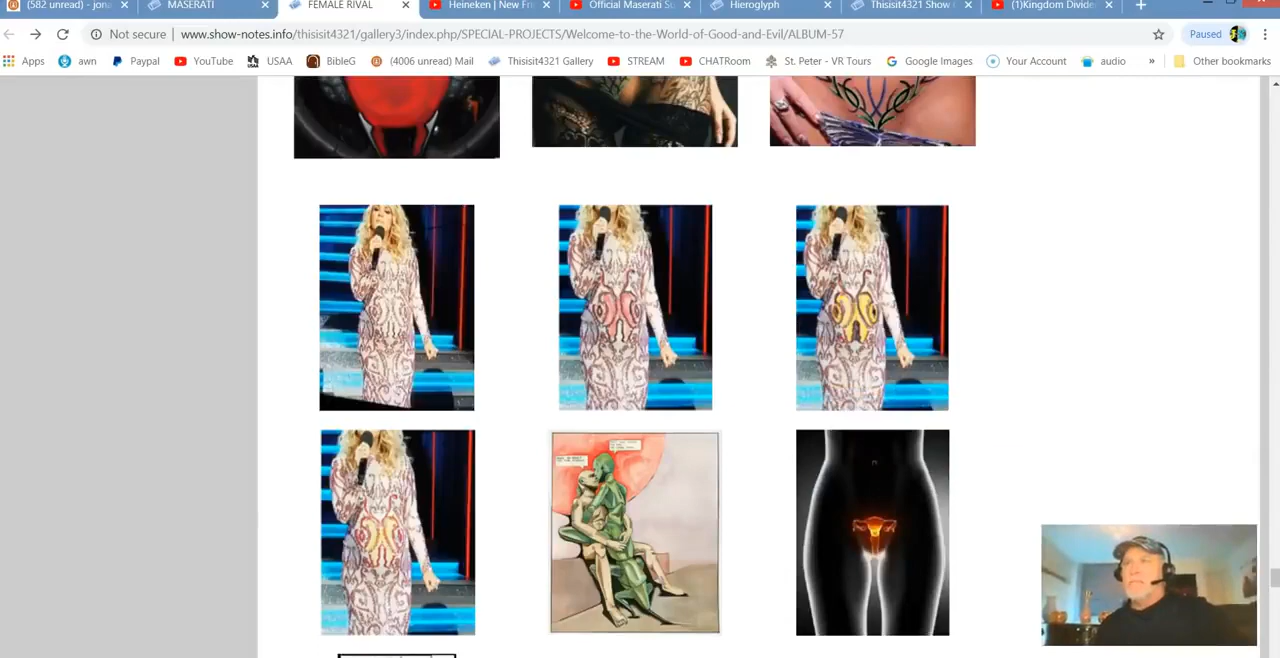 (582 unread) - jona
MASERATI
FEMALE RIVAL
Heineken | New Fr
Official Maserati Su
Hieroglyph
Thisisit4321 Show
(1)Kingdom Divide
Not secure
www.show-notes.info/thisisit4321/gallery3/index.php/SPECIAL-PROJECTS/Welcome-to-the-World-of-Good-and-Evil/ALBUM-57
Paused
Apps
awn
Paypal
YouTube
USAA
BibleG
(4006 unread) Mail
Thisisit4321 Gallery
STREAM
CHATRoom
St. Peter - VR Tours
Google Images
Your Account
audio
»
Other bookmarks